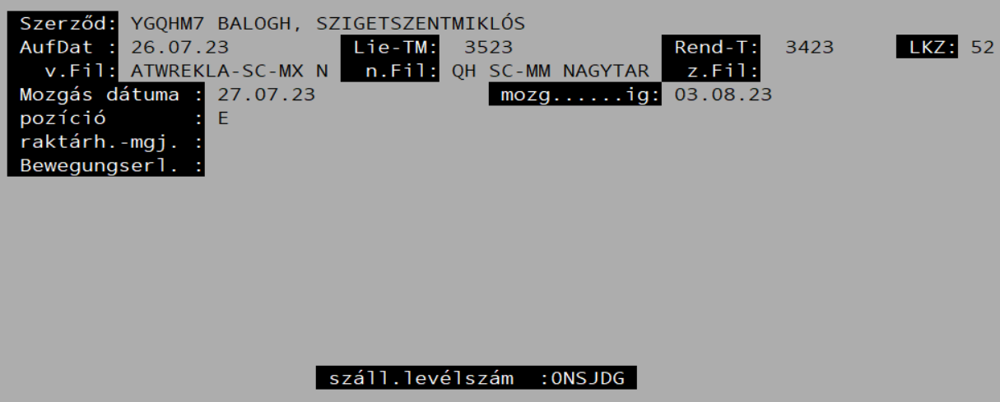 Szerződ: YGQHM7 BALOGH, SZIGETSZENTMIKLÓS
AufDat : 26.07.23 Lie-TM: 3523 Rend-T: 3423 LKZ: 52
v.Fil: ATWREKLA-SC-MX N n.Fil: QH SC-MM NAGYTAR z.Fil:
Mozgás dátuma : 27.07.23 mozg......ig: 03.08.23
pozíció : E
raktárh.-mgj. :
Bewegungserl. :
száll.levélszám :0NSJDG